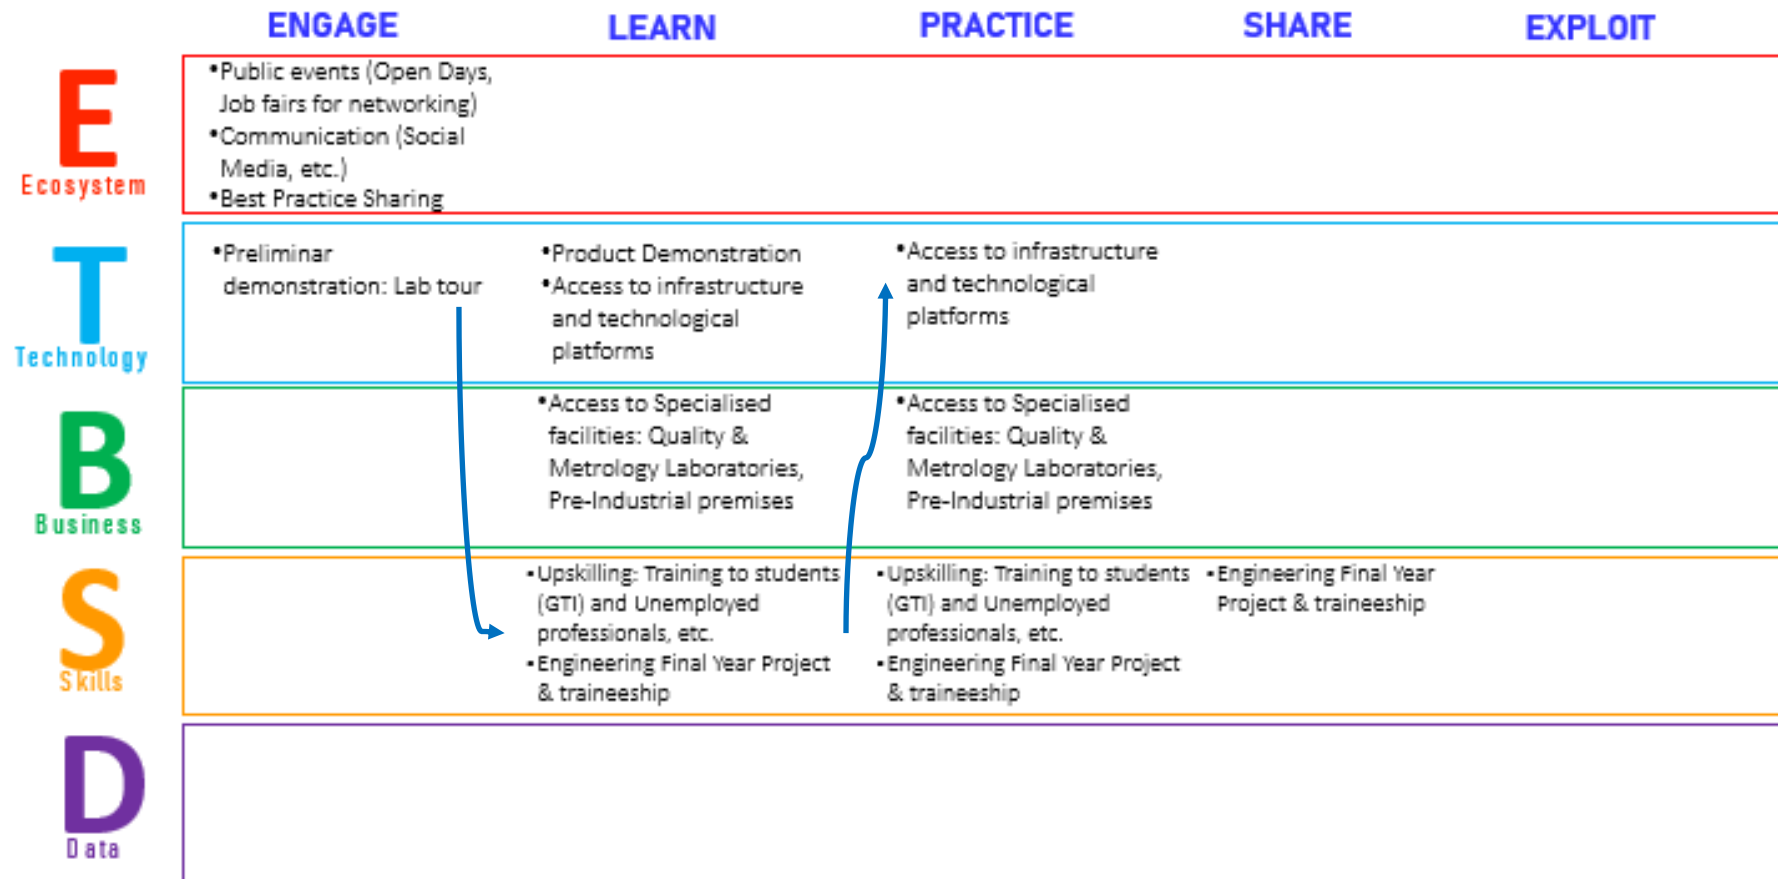 ENGAGE LEARN PRACTICE SHARE EXPLOIT
E
Ecosystem
•Public events (Open Days,
Job fairs for networking)
•Communication (Social
Media, etc.)
•Best Practice Sharing
T
Technology
•Preliminar
demonstration: Lab tour
•Product Demonstration
•Access to infrastructure
and technological
platforms
•Access to infrastructure
and technological
platforms
B
Business
•Access to Specialised
facilities: Quality &
Metrology Laboratories,
Pre-Industrial premises
•Access to Specialised
facilities: Quality &
Metrology Laboratories,
Pre-Industrial premises
S
Skills
▪Upskilling: Training to students
(GTI) and Unemployed
professionals, etc.
▪Engineering Final Year Project
& traineeship
▪Upskilling: Training to students
(GTI) and Unemployed
professionals, etc.
▪Engineering Final Year Project
& traineeship
▪Engineering Final Year
Project & traineeship
D
Data